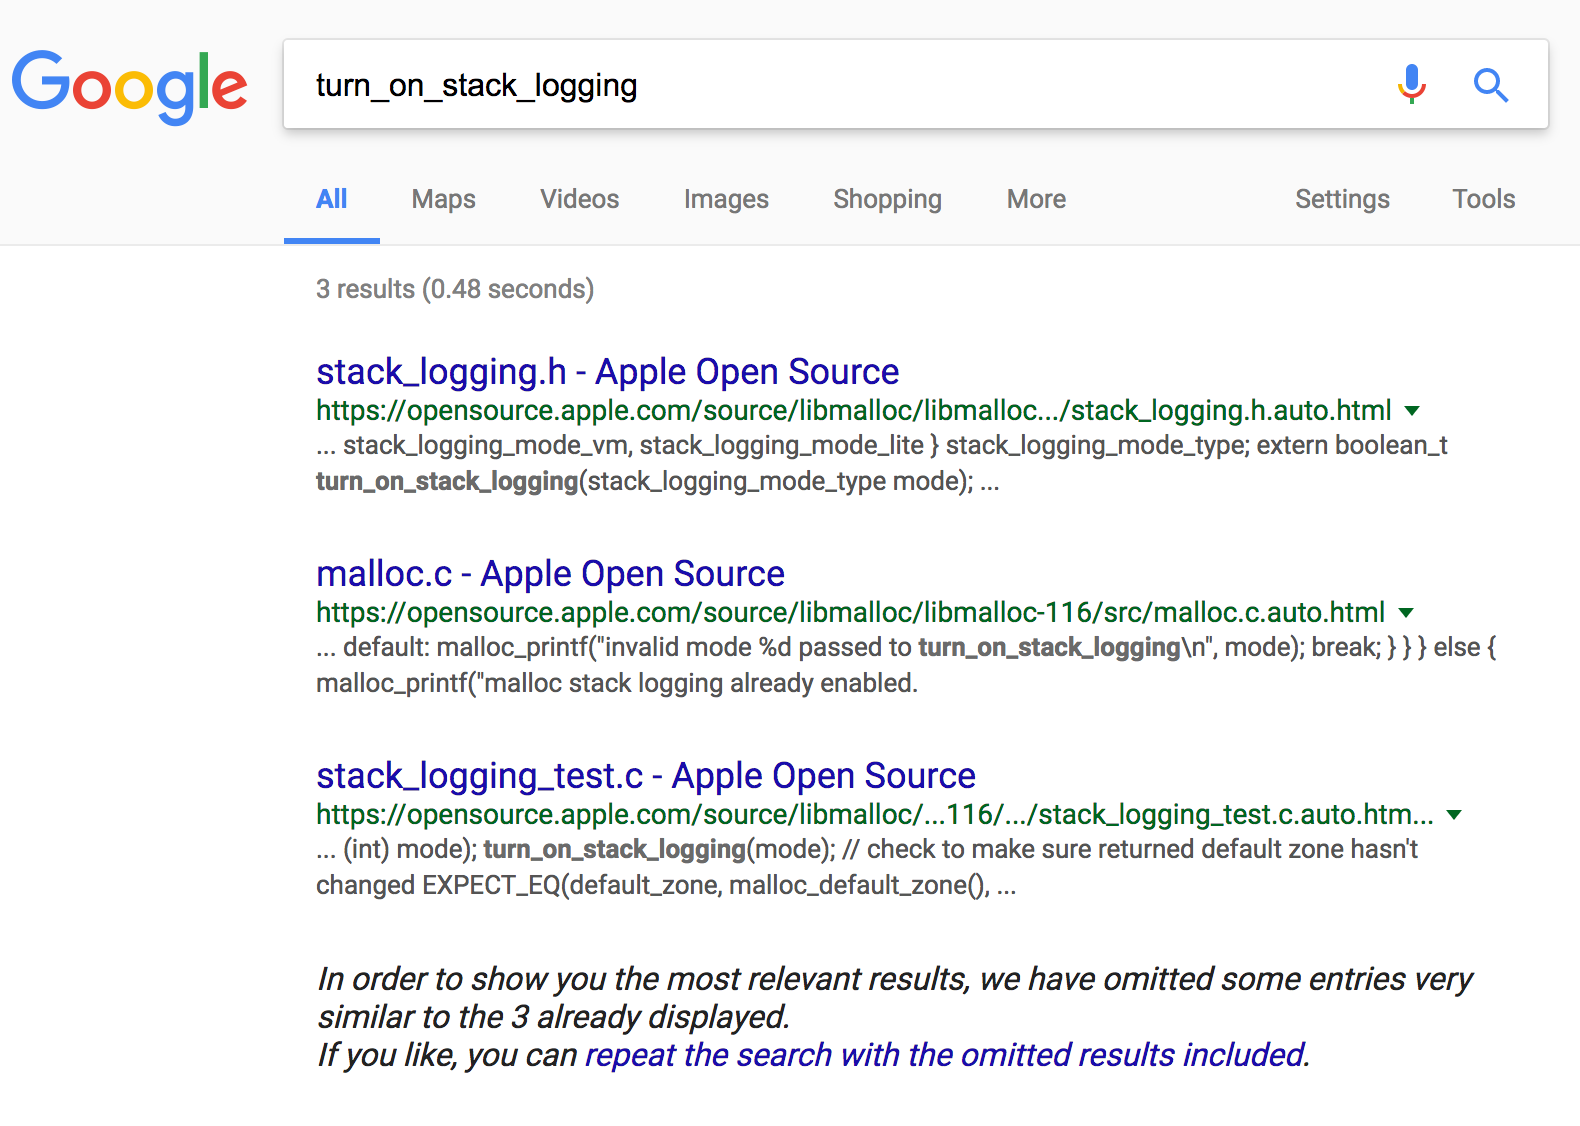 Google
turn_on_stack_logging
All Maps Videos Images Shopping More Settings Tools
3 results (0.48 seconds)
stack_logging.h - Apple Open Source
https://opensource.apple.com/source/libmalloc/libmalloc.../stack_logging.h.auto.html
... stack_logging_mode_vm, stack_logging_mode_lite } stack_logging_mode_type; extern boolean_t
turn_on_stack_logging(stack_logging_mode_type mode); ...
malloc.c - Apple Open Source
https://opensource.apple.com/source/libmalloc/libmalloc-116/src/malloc.c.auto.html
... default: malloc_printf("invalid mode %d passed to turn_on_stack_logging\n", mode); break; } } } else {
malloc_printf("malloc stack logging already enabled.
stack_logging_test.c - Apple Open Source
https://opensource.apple.com/source/libmalloc/...116/.../stack_logging_test.c.auto.htm...
... (int) mode); turn_on_stack_logging(mode); // check to make sure returned default zone hasn't
changed EXPECT_EQ(default_zone, malloc_default_zone(), ...
In order to show you the most relevant results, we have omitted some entries very
similar to the 3 already displayed.
If you like, you can repeat the search with the omitted results included.